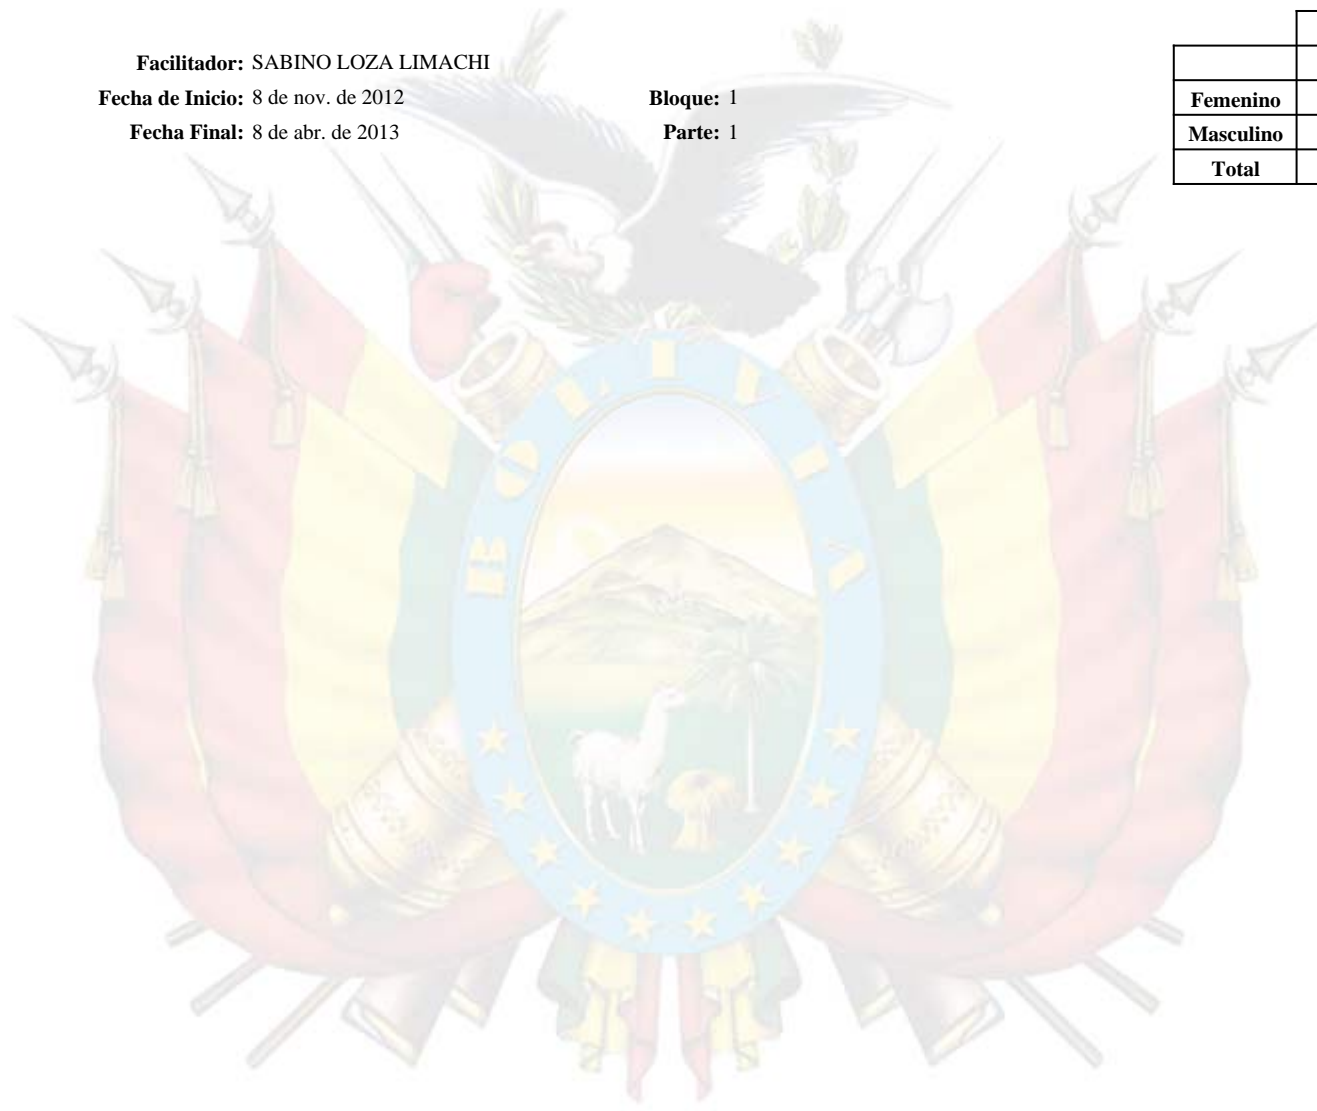 Facilitador: SABINO LOZA LIMACHI
Fecha de Inicio: 8 de nov. de 2012 Bloque: 1
Fecha Final: 8 de abr. de 2013 Parte: 1
Femenino
Masculino
Total
BOLIVIA